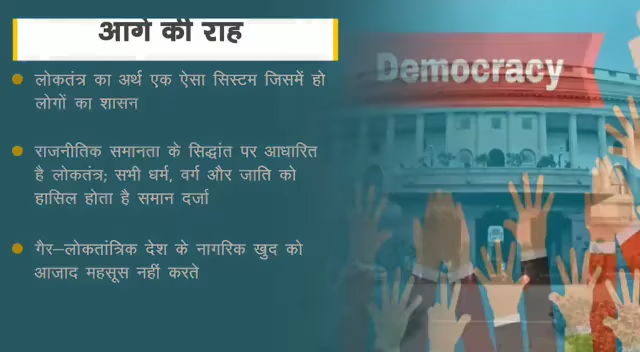 आगे की राह
Democracy
लोकतंत्र का अर्थ एक ऐसा सिस्टम जिसमें हो
लोगों का शासन
राजनीतिक समानता के सिद्धांत पर आधारित
है लोकतंत्र; सभी धर्म, वर्ग और जाति को
हासिल होता है समान दर्जा
गैर–लोकतांत्रिक देश के नागरिक खुद को
आजाद महसूस नहीं करते